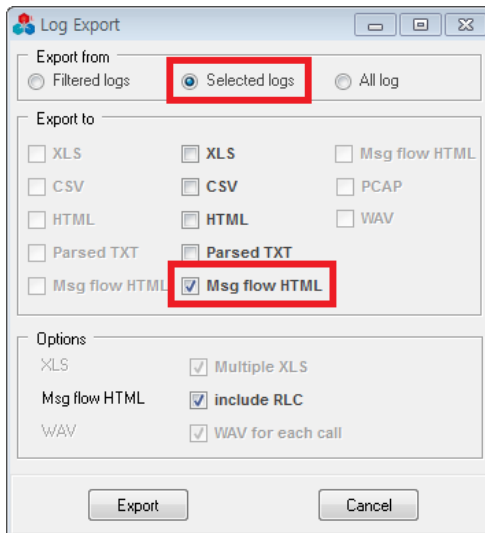 Log Export
Export from
Filtered logs Selected logs All log
Export to
XLS XLS Msg flow HTML
CSV CSV PCAP
HTML HTML WAV
Parsed TXT Parsed TXT
Msg flow HTML Msg flow HTML
Options
XLS Multiple XLS
Msg flow HTML include RLC
WAV WAV for each call
Export Cancel